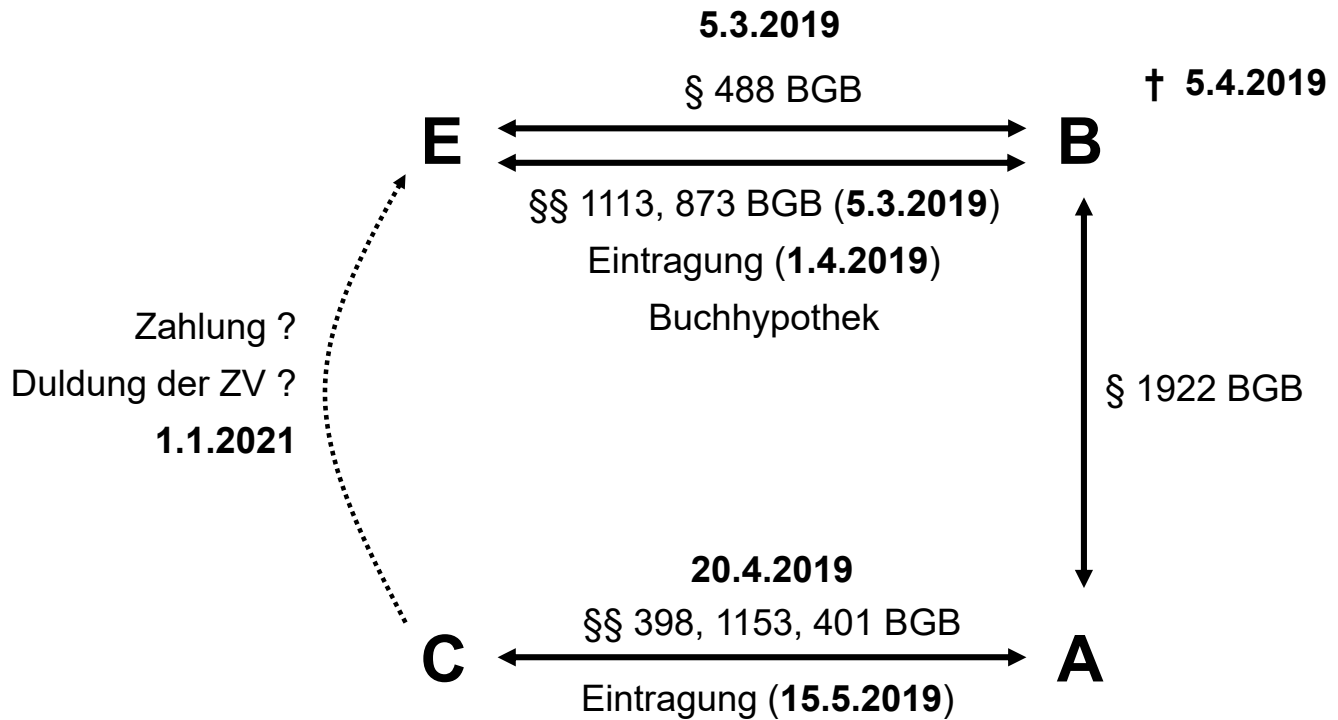 5.3.2019
§ 488 BGB
† 5.4.2019
E
B
§§ 1113, 873 BGB (5.3.2019)
Eintragung (1.4.2019)
Buchhypothek
Zahlung ?
Duldung der ZV ?
1.1.2021
§ 1922 BGB
20.4.2019
§§ 398, 1153, 401 BGB
C
A
Eintragung (15.5.2019)